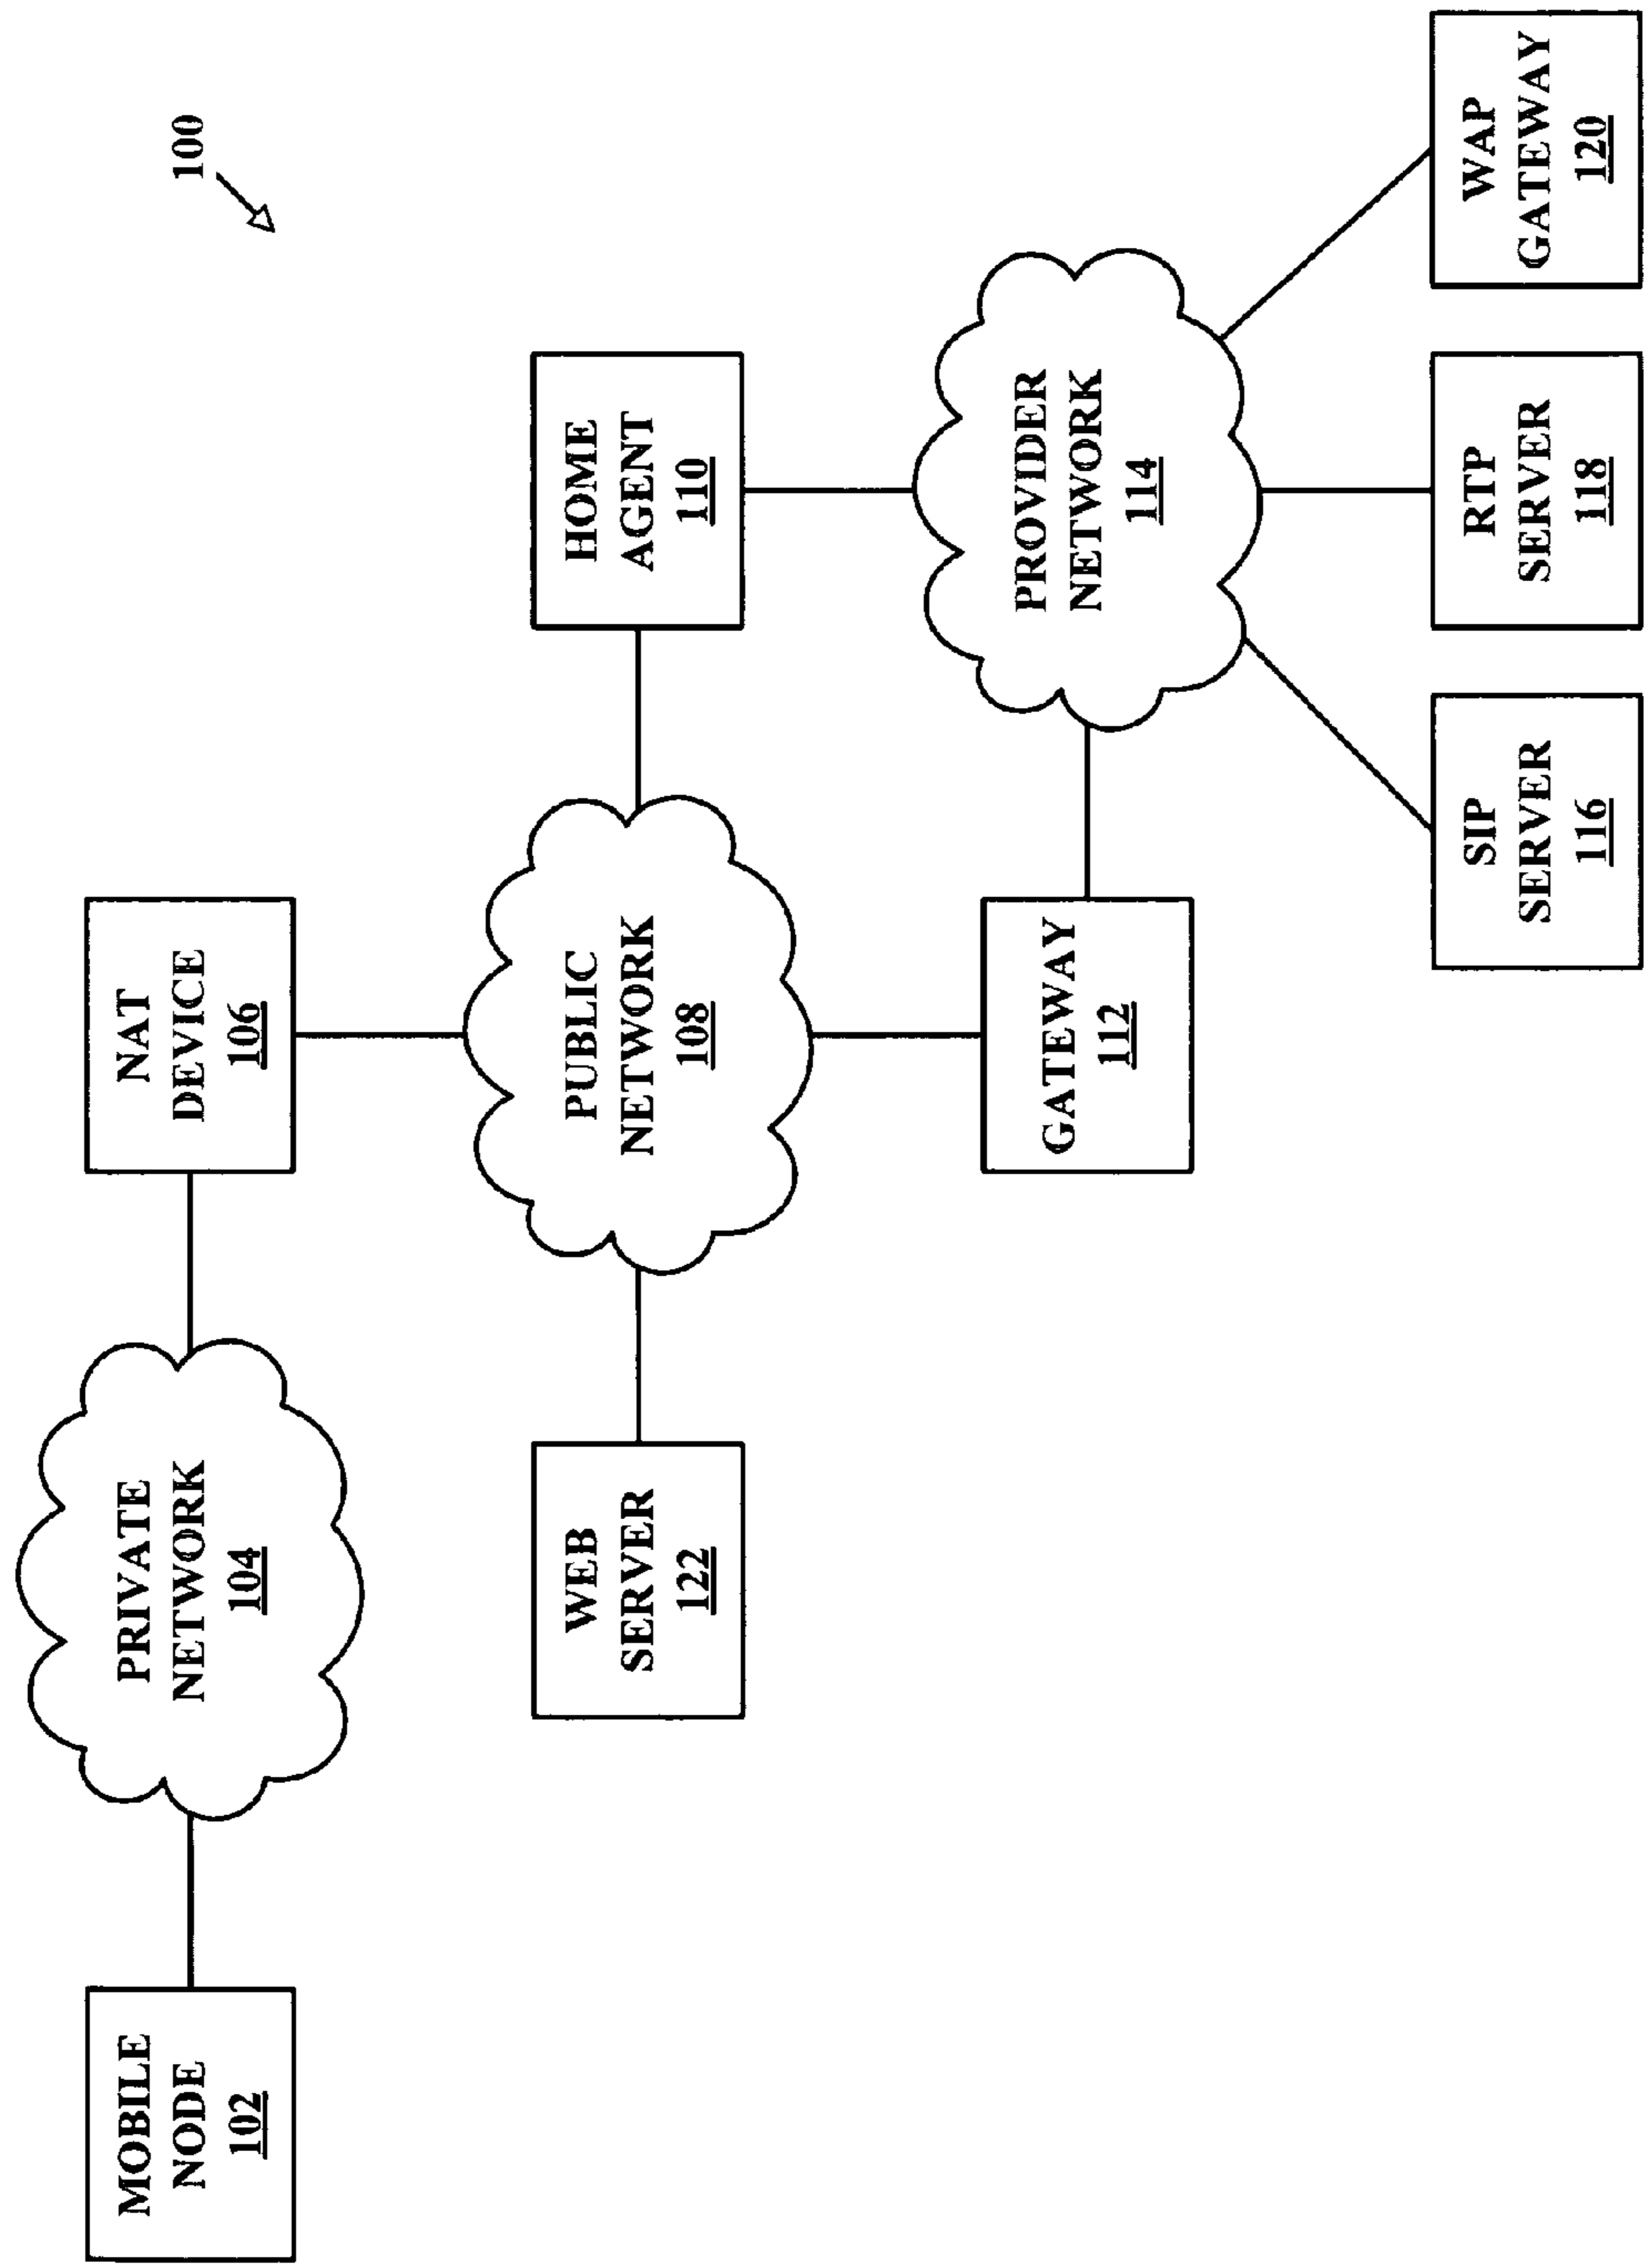 100
MOBILE
NODE
102
PRIVATE
NETWORK
104
NAT
DEVICE
106
WEB
SERVER
122
PUBLIC
NETWORK
108
HOME
AGENT
110
GATEWAY
112
PROVIDER
NETWORK
114
SIP
SERVER
116
RTP
SERVER
118
WAP
GATEWAY
120